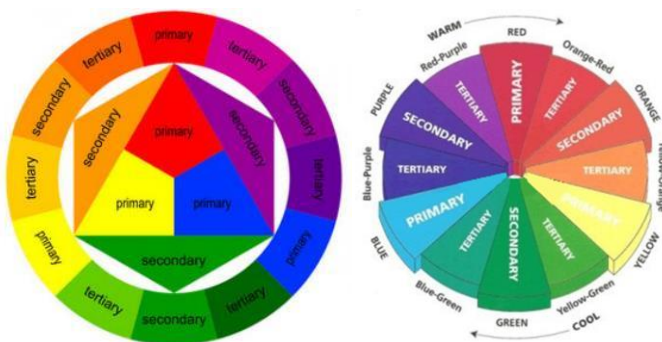 primary
tertiary
secondary
tertiary
primary
tertiary
secondary
tertiary
primary
tertiary
secondary
tertiary
primary
secondary
secondary
primary
primary
secondary
WARM
RED
Orange-Red
ORANGE
YELLOW
Yellow-Green
GREEN
Blue-Green
BLUE
Blue-Purple
PURPLE
Red-Purple
COOL
PRIMARY
TERTIARY
SECONDARY
TERTIARY
PRIMARY
TERTIARY
SECONDARY
TERTIARY
PRIMARY
TERTIARY
SECONDARY
TERTIARY